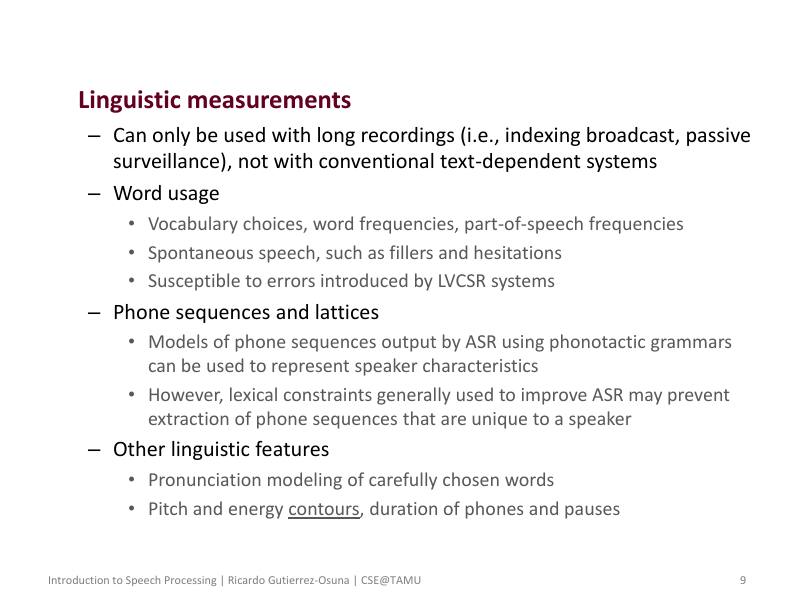 Linguistic measurements
– Can only be used with long recordings (i.e., indexing broadcast, passive
surveillance), not with conventional text-dependent systems
– Word usage
• Vocabulary choices, word frequencies, part-of-speech frequencies
• Spontaneous speech, such as fillers and hesitations
• Susceptible to errors introduced by LVCSR systems
– Phone sequences and lattices
• Models of phone sequences output by ASR using phonotactic grammars
can be used to represent speaker characteristics
• However, lexical constraints generally used to improve ASR may prevent
extraction of phone sequences that are unique to a speaker
– Other linguistic features
• Pronunciation modeling of carefully chosen words
• Pitch and energy contours, duration of phones and pauses
Introduction to Speech Processing | Ricardo Gutierrez-Osuna | CSE@TAMU 9